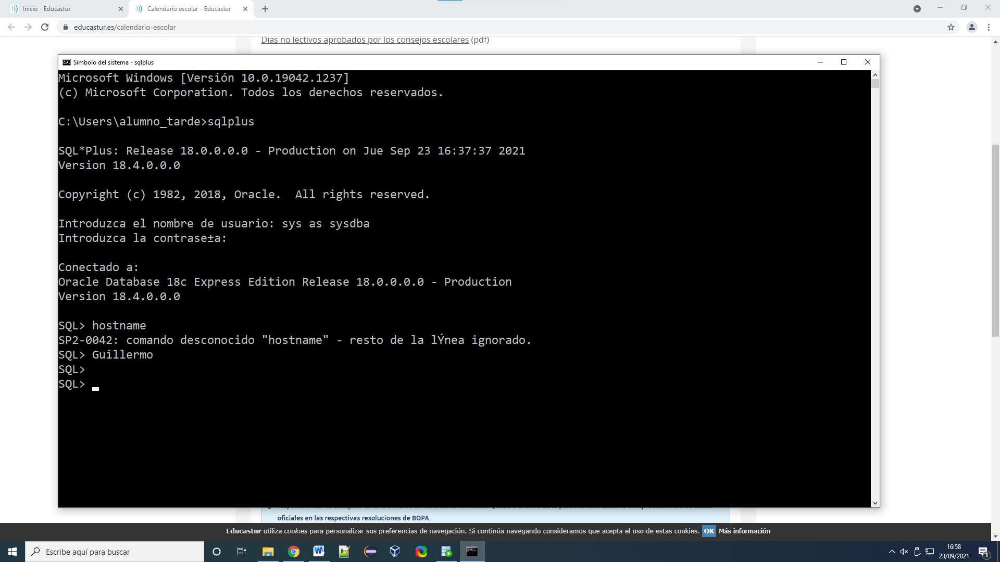 Inicio - Educastur
Calendario escolar - Educastur
educastur.es/calendario-escolar
Días no lectivos aprobados por los consejos escolares (pdf)
Símbolo del sistema - sqlplus
Microsoft Windows [Versión 10.0.19042.1237]
(c) Microsoft Corporation. Todos los derechos reservados.
C:\Users\alumno_tarde>sqlplus
SQL*Plus: Release 18.0.0.0.0 - Production on Jue Sep 23 16:37:37 2021
Version 18.4.0.0.0
Copyright (c) 1982, 2018, Oracle.  All rights reserved.
Introduzca el nombre de usuario: sys as sysdba
Introduzca la contrase±a:
Conectado a:
Oracle Database 18c Express Edition Release 18.0.0.0.0 - Production
Version 18.4.0.0.0
SQL> hostname
SP2-0042: comando desconocido "hostname" - resto de la lÝnea ignorado.
SQL> Guillermo
SQL>
SQL>
oficiales en las respectivas resoluciones de BOPA.
Educastur utiliza cookies para personalizar sus preferencias de navegación. Si continúa navegando consideramos que acepta el uso de estas cookies. OK Más información
Escribe aquí para buscar
16:58
23/09/2021
1